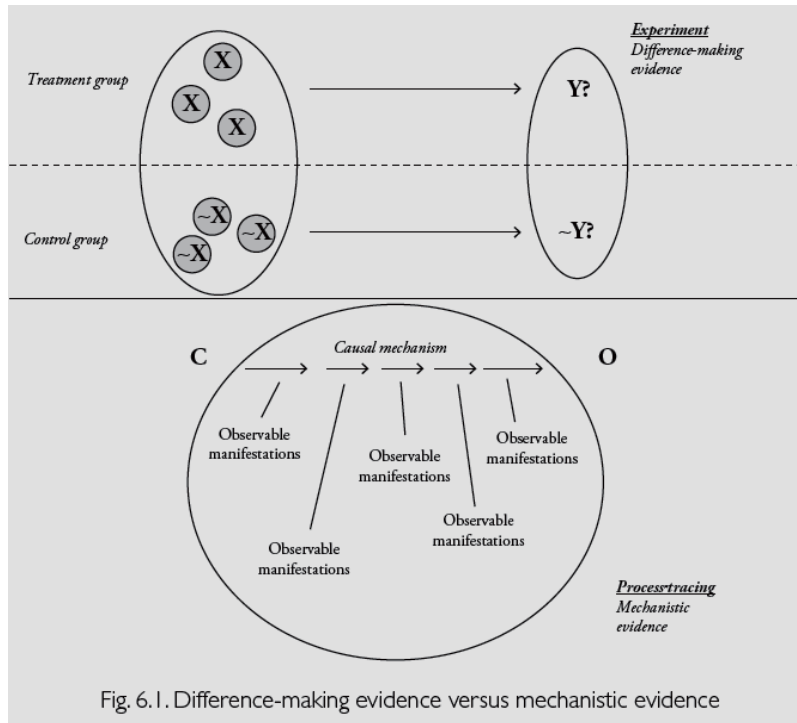 Experiment
Difference-making
evidence
Treatment group
X
X
X
Y?
Control group
~X
~X
~X
~Y?
C
Causal mechanism
O
Observable
manifestations
Observable
manifestations
Observable
manifestations
Observable
manifestations
Observable
manifestations
Process-tracing
Mechanistic
evidence
Fig. 6.1. Difference-making evidence versus mechanistic evidence